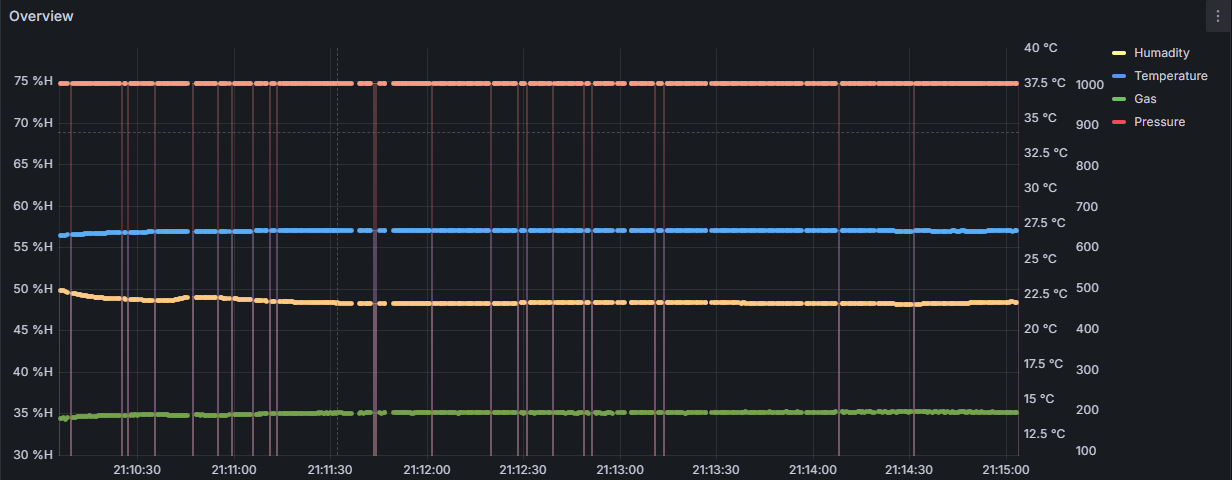 Overview
75 %H
70 %H
65 %H
60 %H
55 %H
50 %H
45 %H
40 %H
35 %H
30 %H
21:10:30 21:11:00 21:11:30 21:12:00 21:12:30 21:13:00 21:13:30 21:14:00 21:14:30 21:15:00
40 °C
37.5 °C
35 °C
32.5 °C
30 °C
27.5 °C
25 °C
22.5 °C
20 °C
17.5 °C
15 °C
12.5 °C
1000
900
800
700
600
500
400
300
200
100
Humadity
Temperature
Gas
Pressure